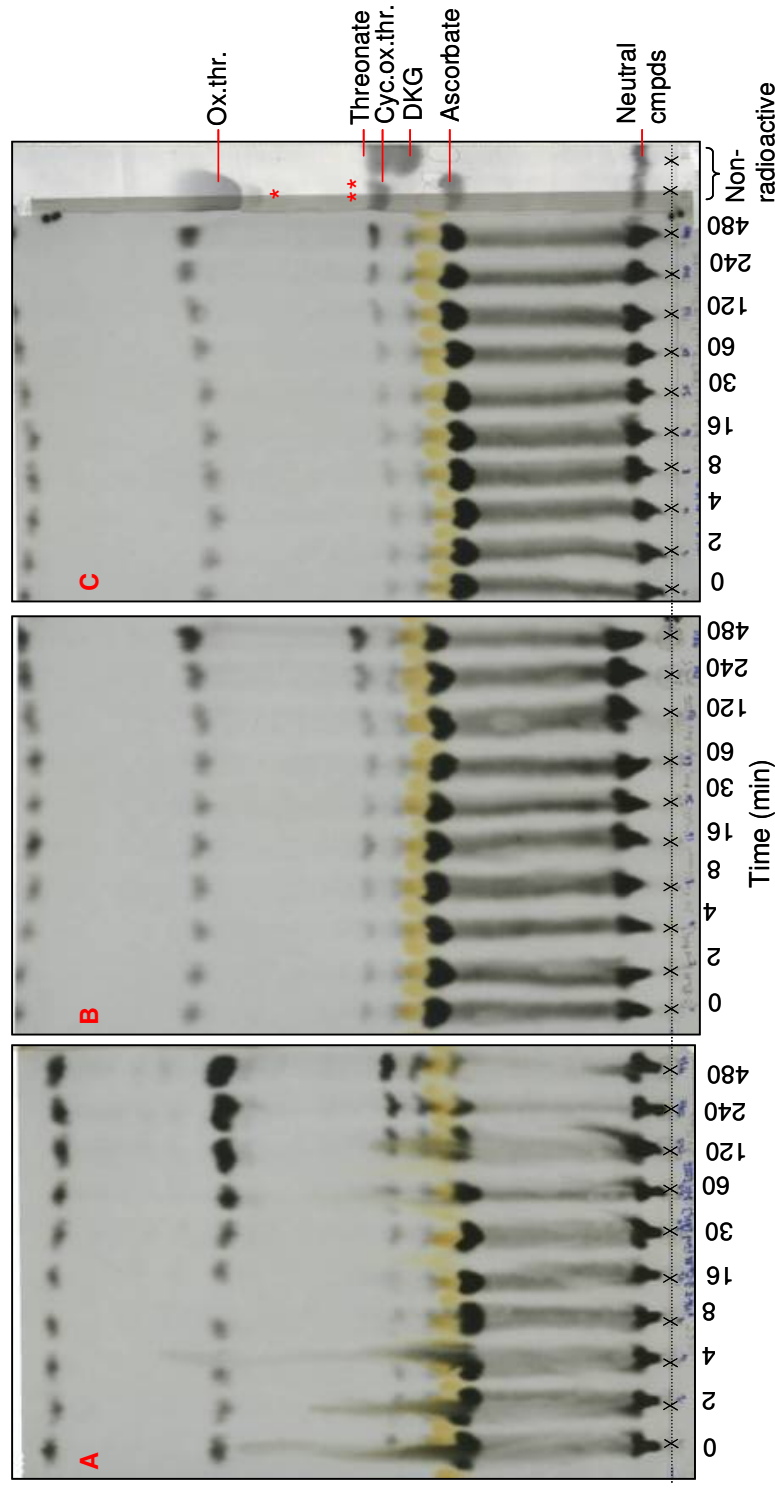 Ox.thr.
Threonate
Cyc.ox.thr.
DKG
Ascorbate
Neutral
cmpds
C
*
**
Non-
radioactive
0 2 4 8 16 30 60 120 240 480
B
0 2 4 8 16 30 60 120 240 480
A
0 2 4 8 16 30 60 120 240 480
Time (min)